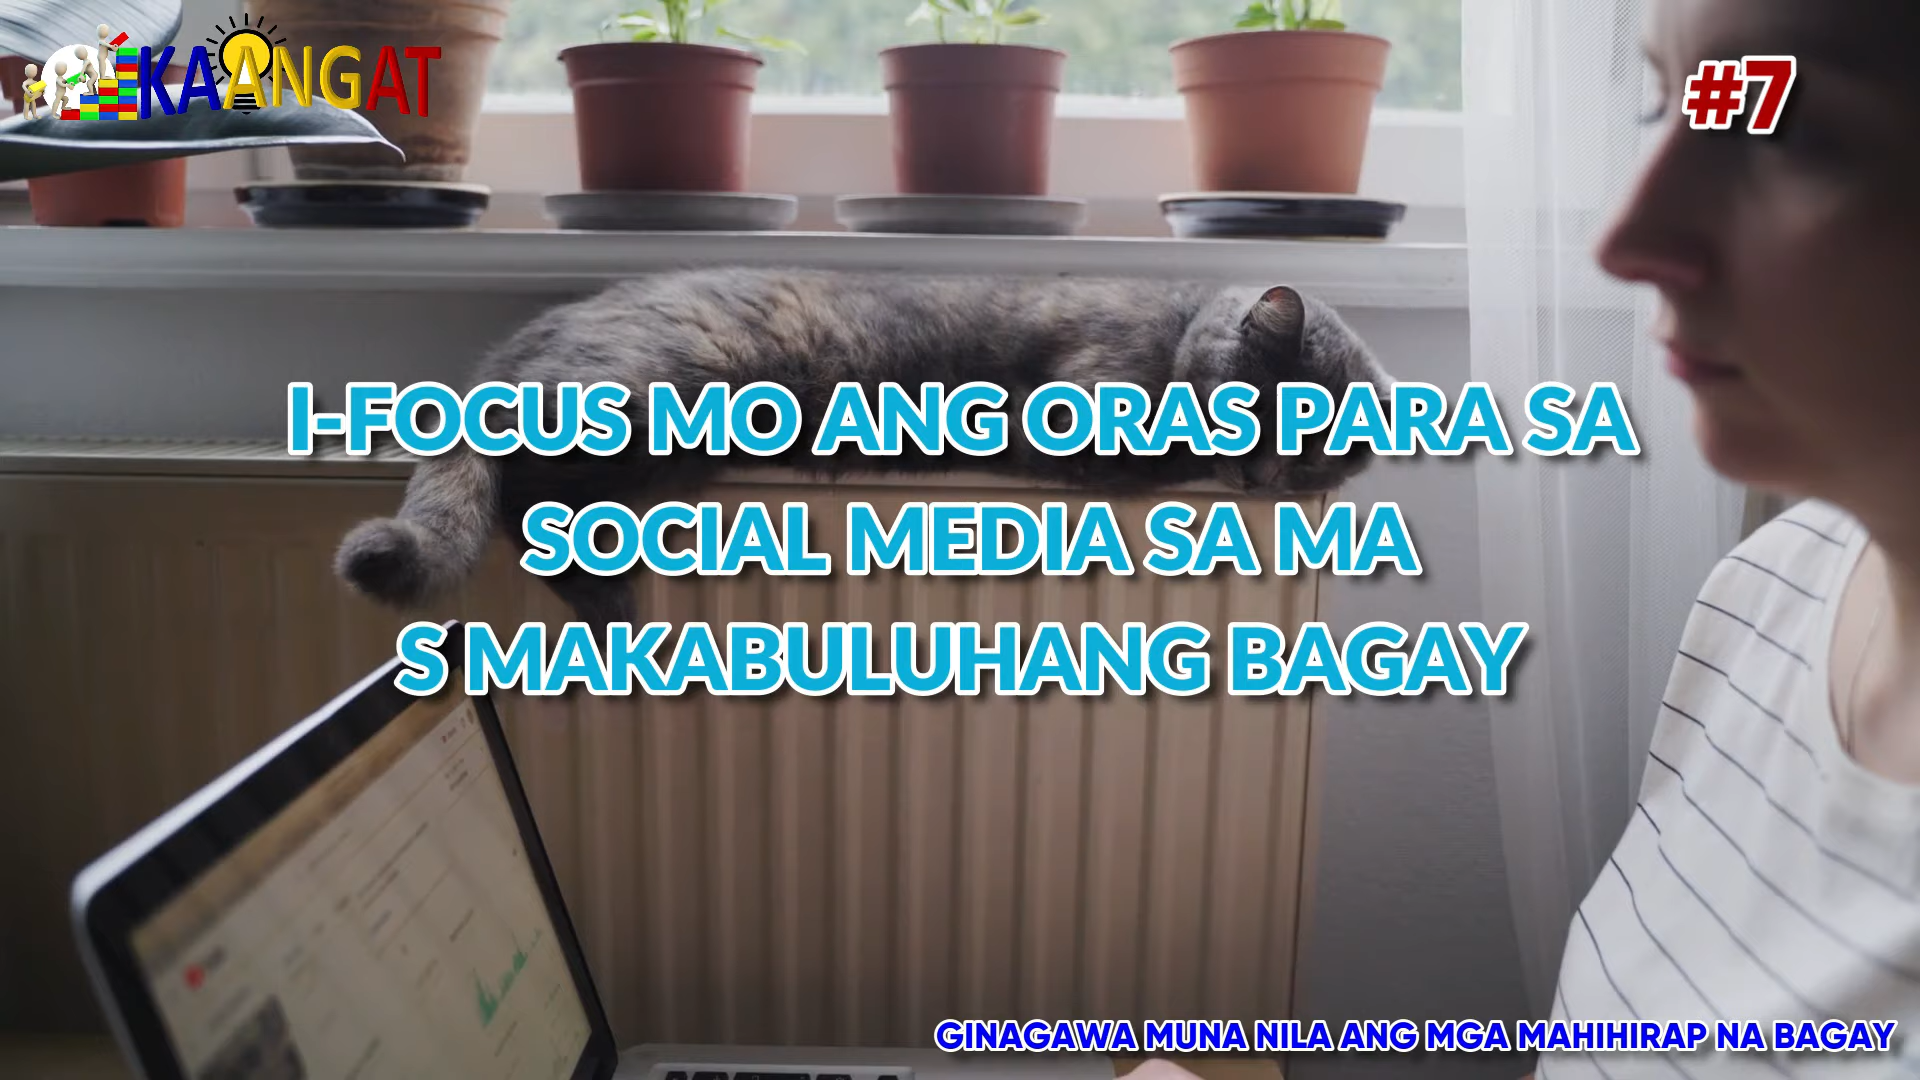 KAANGAT
#7
I-FOCUS MO ANG ORAS PARA SA
SOCIAL MEDIA SA MA
S MAKABULUHANG BAGAY
GINAGAWA MUNA NILA ANG MGA MAHIHIRAP NA BAGAY